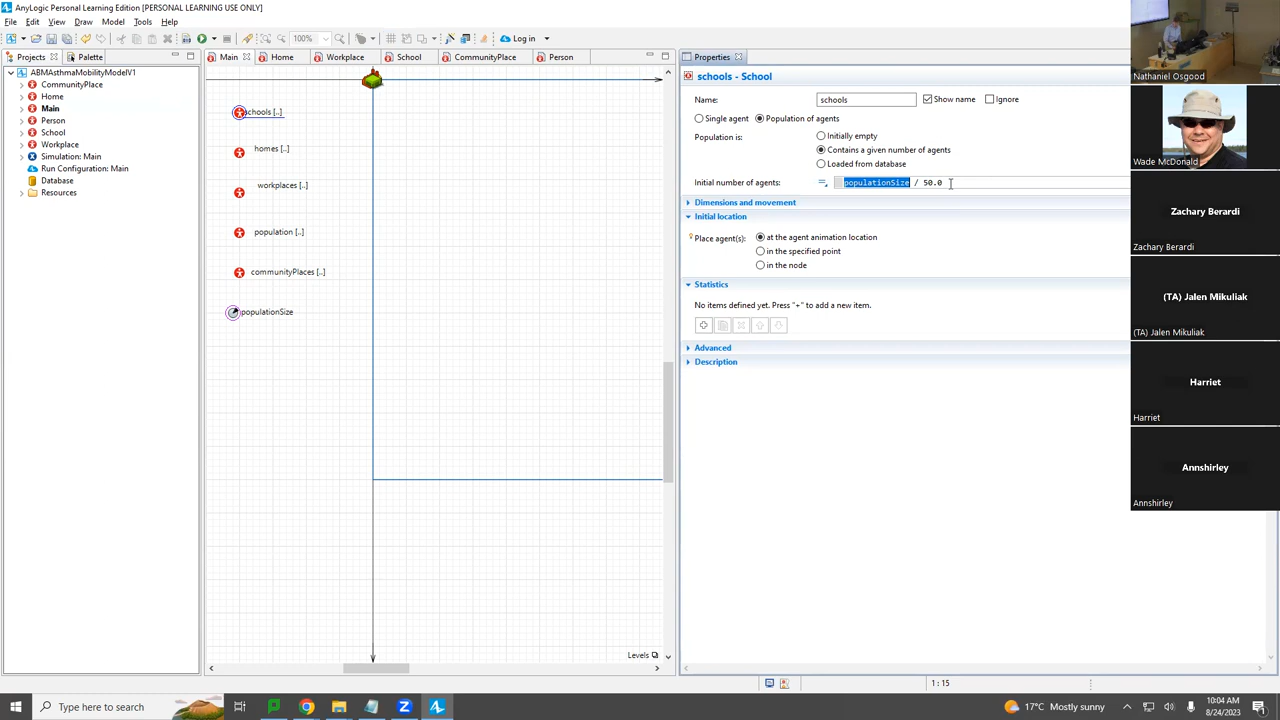 AnyLogic Personal Learning Edition [PERSONAL LEARNING USE ONLY]
File Edit View Draw Model Tools Help
100% Log in
Projects Palette
Main Home Workplace School CommunityPlace Person
Properties
ABMAsthmaMobilityModelV1
CommunityPlace
Home
Main
Person
School
Workplace
Simulation: Main
Run Configuration: Main
Database
Resources
schools [..]
homes [..]
workplaces [..]
population [..]
communityPlaces [..]
populationSize
Levels
schools - School
Name: schools Show name Ignore
Single agent Population of agents
Population is: Initially empty
Contains a given number of agents
Loaded from database
Initial number of agents: populationSize / 50.0
Dimensions and movement
Initial location
Place agent(s): at the agent animation location
in the specified point
in the node
Statistics
No items defined yet. Press "+" to add a new item.
Advanced
Description
1 : 15
Nathaniel Osgood
Wade McDonald
Zachary Berardi
Zachary Berardi
(TA) Jalen Mikuliak
(TA) Jalen Mikuliak
Harriet
Harriet
Annshirley
Annshirley
Type here to search
17°C Mostly sunny
10:04 AM
8/24/2023
1